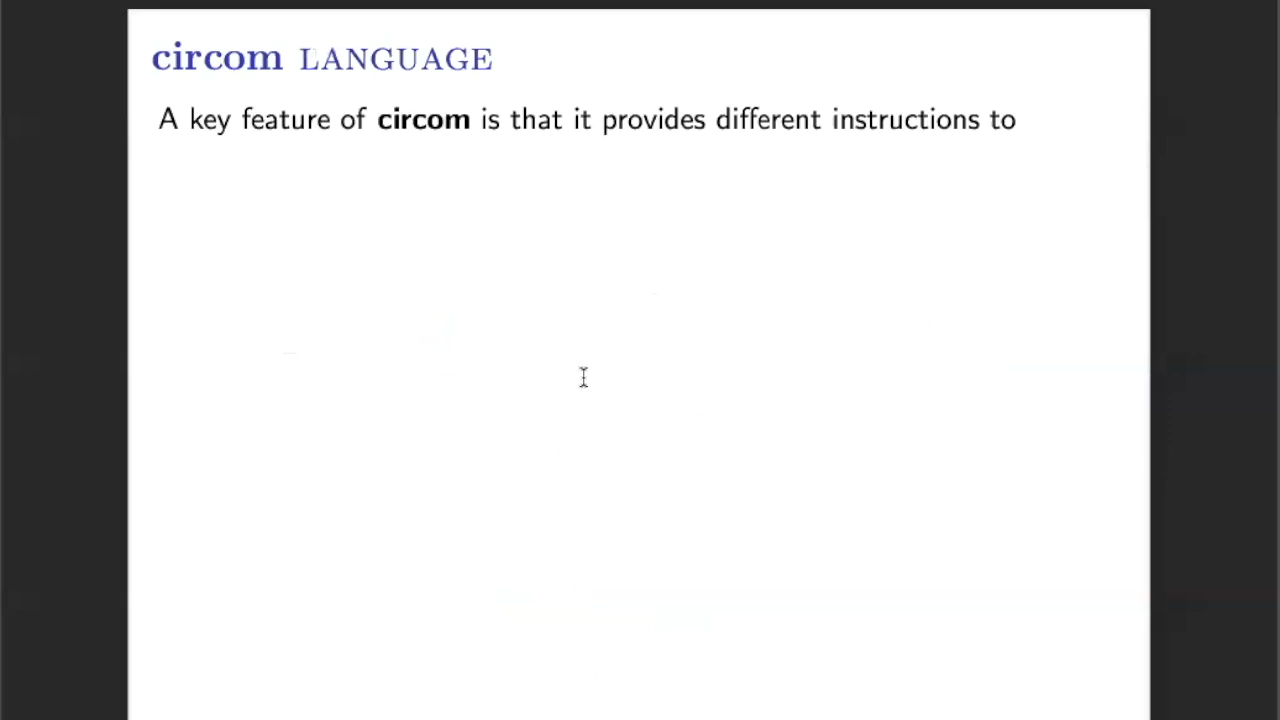 circom LANGUAGE
A key feature of circom is that it provides different instructions to